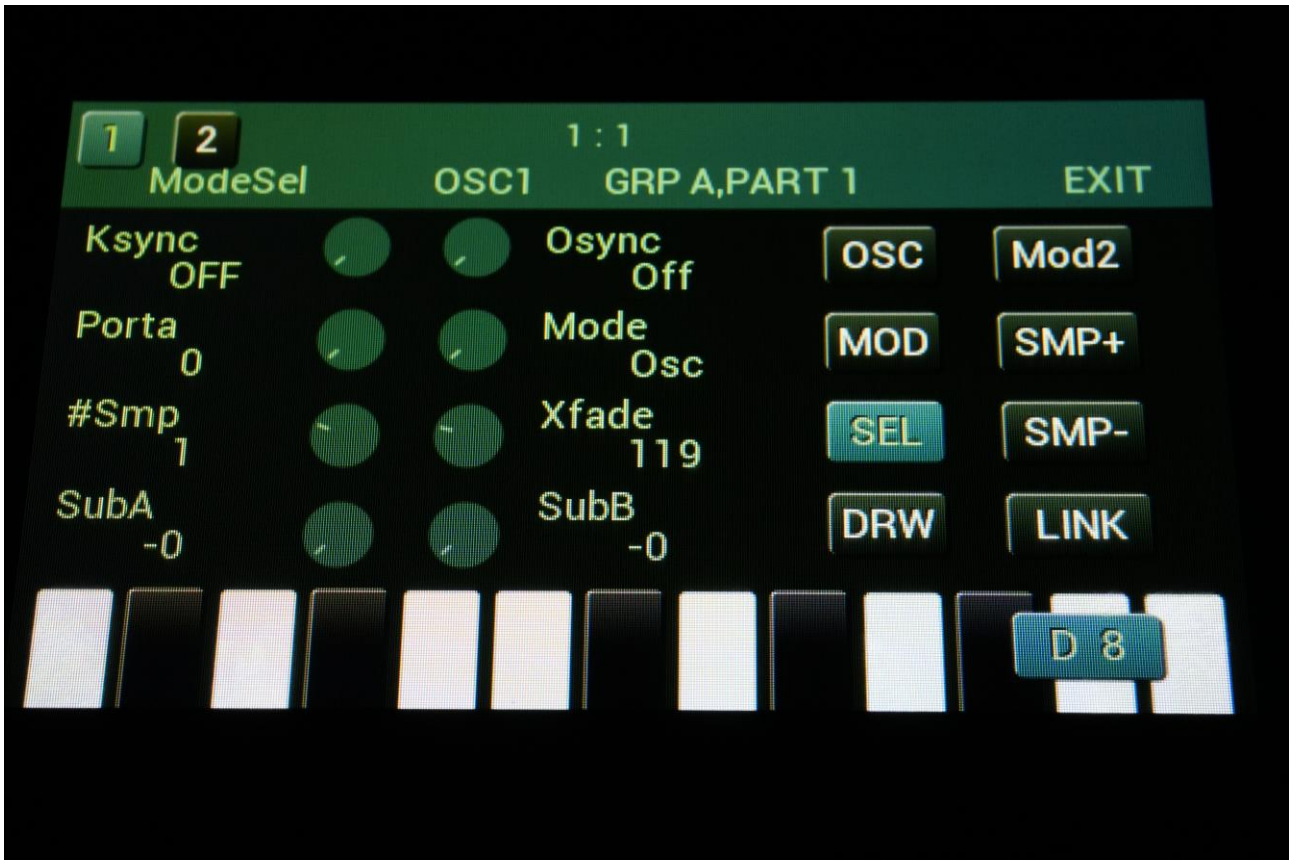 1 2 1 : 1
ModeSel OSC1 GRP A,PART 1 EXIT
Ksync Osync OSC Mod2
OFF Off
Porta Mode MOD SMP+
0 Osc
#Smp Xfade SEL SMP-
1 119
SubA SubB DRW LINK
-0 -0
D 8